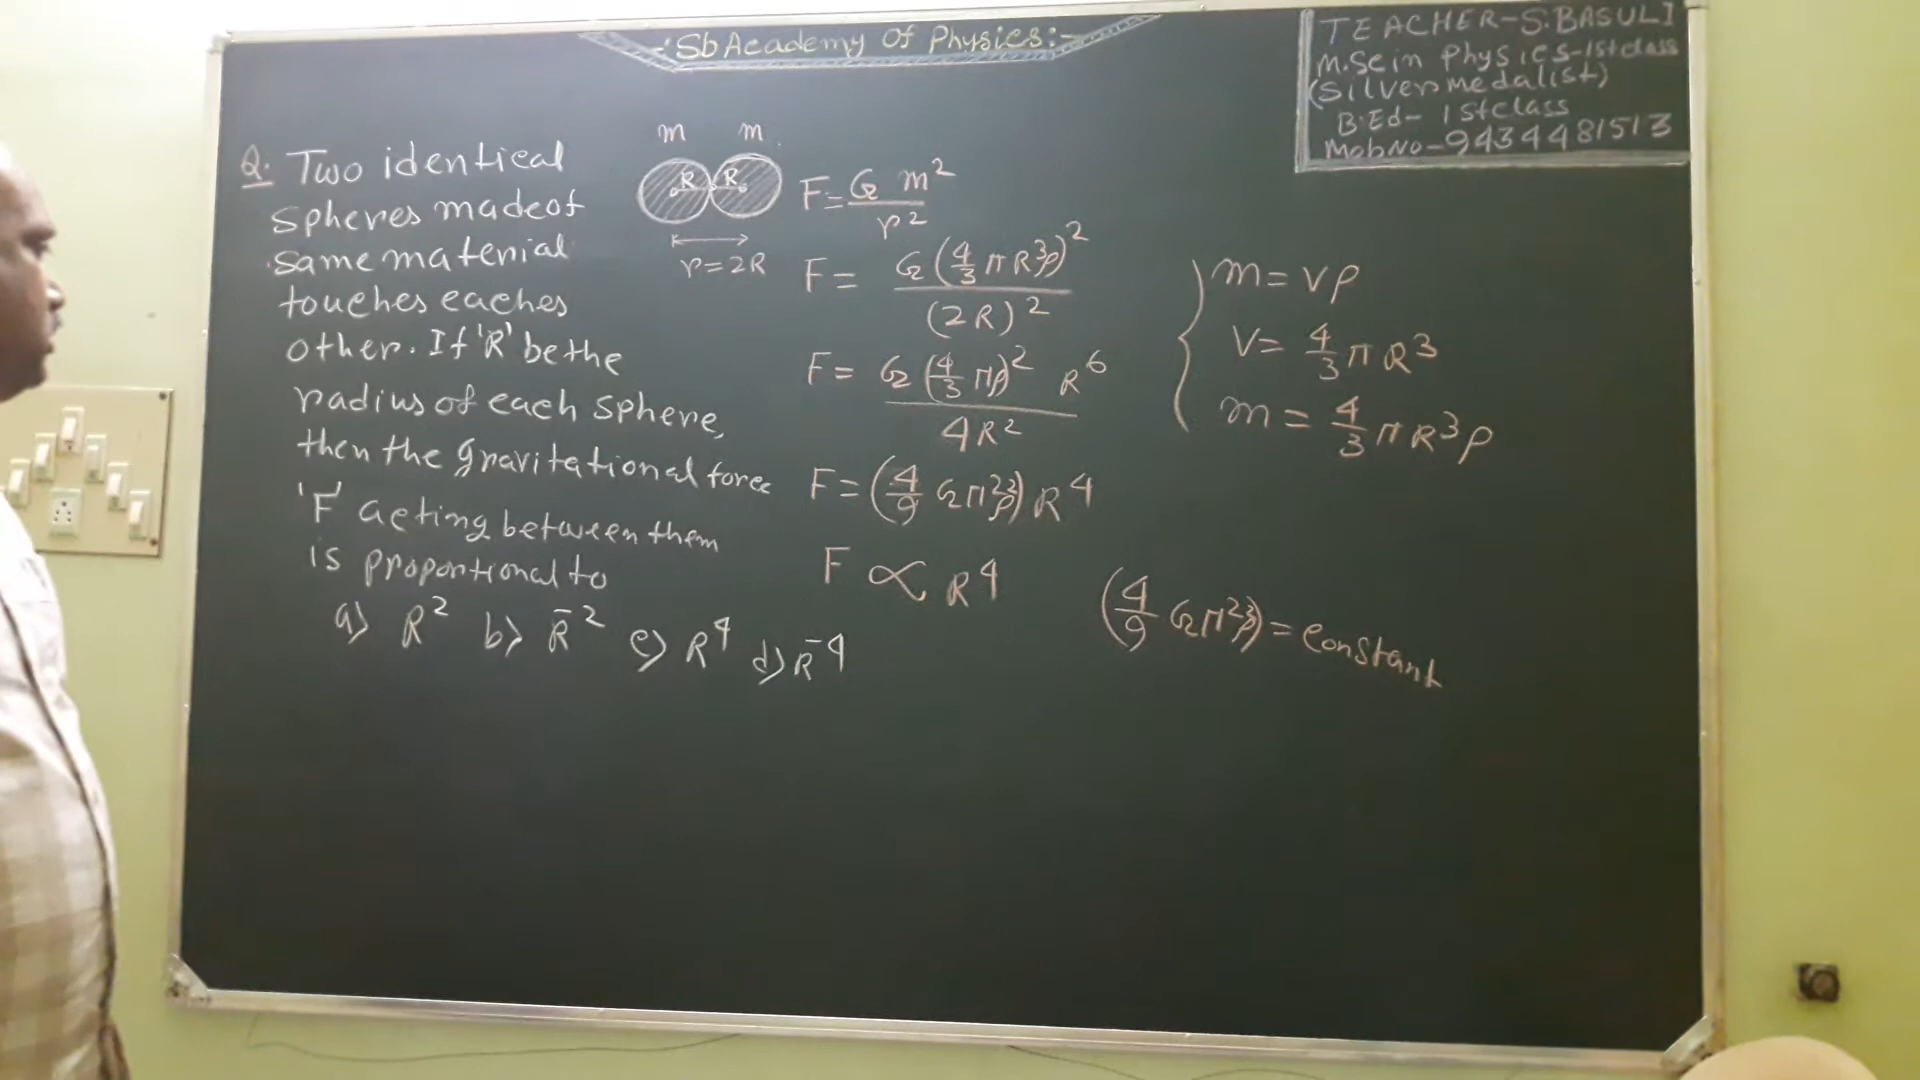 :Sb Academy Of Physics:-
TEACHER-S.BASULI
M.Sc in Physics-1st class
(Silver medalist)
B.Ed- 1st class
Mob No-9434481513
Q. Two identical
spheres made of
same material
touches eaches
other. If 'R' be the
radius of each sphere,
then the gravitational force
'F' acting between them
is proportional to
a) R² b) R⁻² c) R⁴ d) R⁻⁴
m m
R R
r=2R
F = G m² / r²
F = G (4/3 π R³ρ)² / (2R)²
F = G (4/3 πρ)² R⁶ / 4R²
F = (4/9 G π²ρ²) R⁴
F ∝ R⁴
m = Vρ
V = 4/3 π R³
m = 4/3 π R³ρ
(4/9 G π²ρ²) = constant